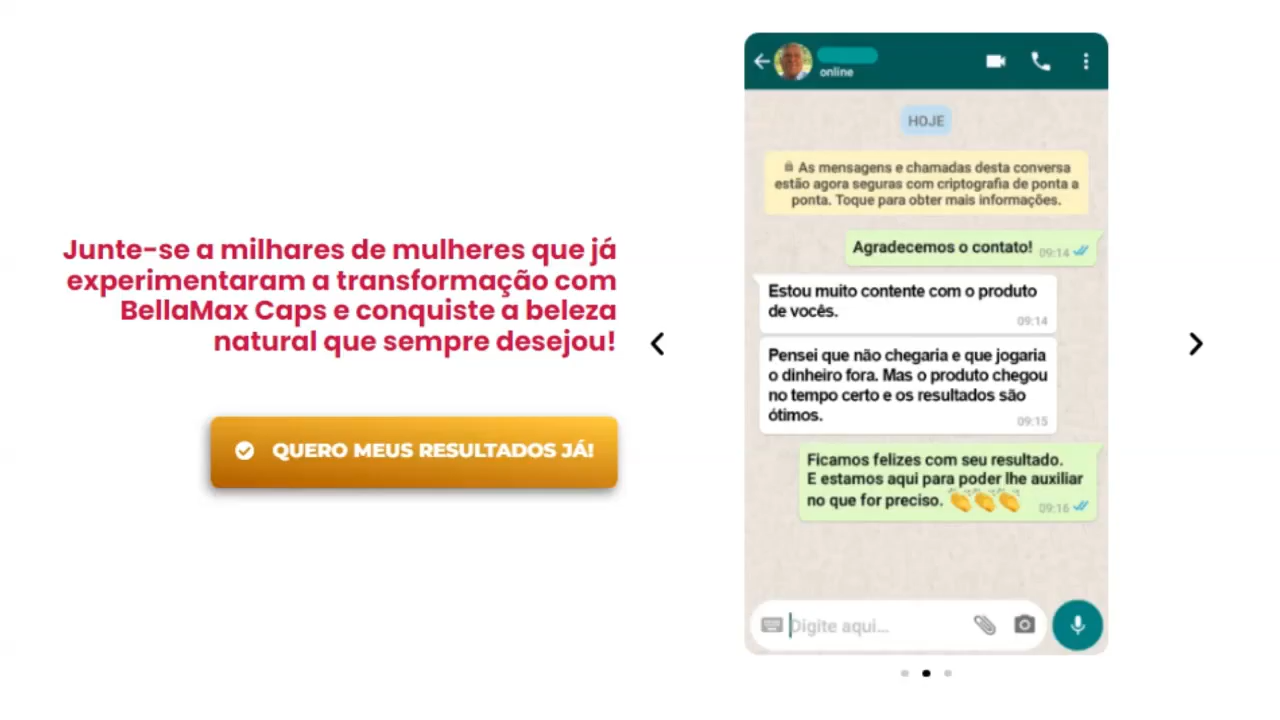 Junte-se a milhares de mulheres que já
experimentaram a transformação com
BellaMax Caps e conquiste a beleza
natural que sempre desejou!
QUERO MEUS RESULTADOS JÁ!
online
HOJE
As mensagens e chamadas desta conversa
estão agora seguras com criptografia de ponta a
ponta. Toque para obter mais informações.
Agradecemos o contato! 09:14
Estou muito contente com o produto
de vocês.
09:14
Pensei que não chegaria e que jogaria
o dinheiro fora. Mas o produto chegou
no tempo certo e os resultados são
ótimos.
09:15
Ficamos felizes com seu resultado.
E estamos aqui para poder lhe auxiliar
no que for preciso. 👏👏👏 09:16
Digite aqui...